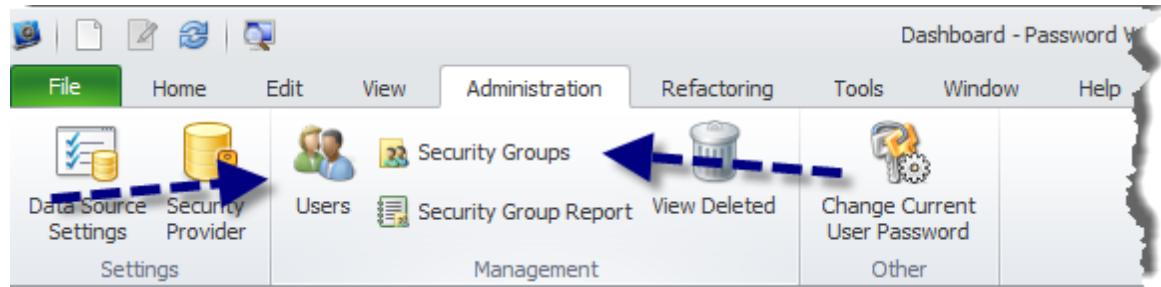 Dashboard - Password
File Home Edit View Administration Refactoring Tools Window Help
Security Groups
Data Source Settings
Security Provider
Users
Security Group Report
View Deleted
Change Current User Password
Settings
Management
Other